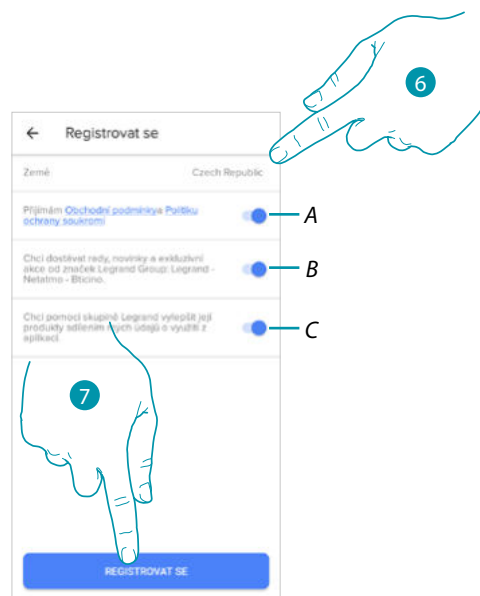 6
← Registrovat se
Země Czech Republic
Přijímám Obchodní podmínkya Politiku
ochrany soukromí
A
Chci dostávat rady, novinky a exkluzivní
akce od značek Legrand Group: Legrand -
Netatmo - Bticino.
B
Chci pomoci skupině Legrand vylepšit její
produkty sdílením mých údajů o využití z
aplikací.
C
7
REGISTROVAT SE